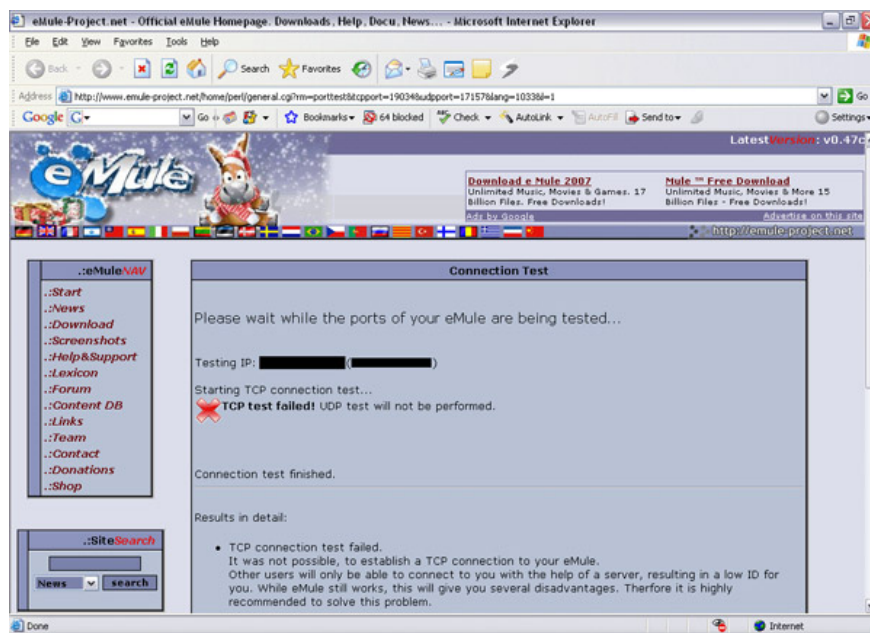 eMule-Project.net - Official eMule Homepage. Downloads, Help, Docu, News... - Microsoft Internet Explorer
File Edit View Favorites Tools Help
Back Search Favorites
Address http://www.emule-project.net/home/perl/general.cgi?rm=porttest&tcpport=19034&udpport=17157&lang=1033&l=1 Go
Google G Go Bookmarks 64 blocked Check AutoLink AutoFill Send to Settings
LatestVersion: v0.47c
eMule
Download e Mule 2007
Unlimited Music, Movies & Games. 17
Billion Files. Free Downloads!
Mule ™ Free Download
Unlimited Music, Movies & More 15
Billion Files - Free Downloads!
Ads by Google Advertise on this site
http://emule-project.net
.:eMuleNAV
.:Start
.:News
.:Download
.:Screenshots
.:Help&Support
.:Lexicon
.:Forum
.:Content DB
.:Links
.:Team
.:Contact
.:Donations
.:Shop
.:SiteSearch
News search
Connection Test
Please wait while the ports of your eMule are being tested...
Testing IP: ( )
Starting TCP connection test...
TCP test failed! UDP test will not be performed.
Connection test finished.
Results in detail:
• TCP connection test failed.
It was not possible, to establish a TCP connection to your eMule.
Other users will only be able to connect to you with the help of a server, resulting in a low ID for
you. While eMule still works, this will give you several disadvantages. Therfore it is highly
recommended to solve this problem.
Done Internet